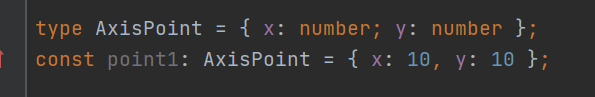 type AxisPoint = { x: number; y: number };
const point1: AxisPoint = { x: 10, y: 10 };